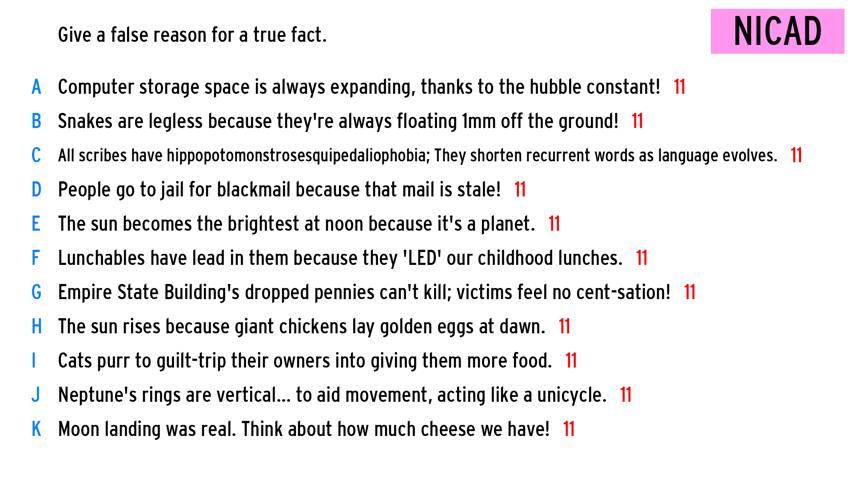 Give a false reason for a true fact.
NICAD
A Computer storage space is always expanding, thanks to the hubble constant! 11
B Snakes are legless because they're always floating 1mm off the ground! 11
C All scribes have hippopotomonstrosesquipedaliophobia; They shorten recurrent words as language evolves. 11
D People go to jail for blackmail because that mail is stale! 11
E The sun becomes the brightest at noon because it's a planet. 11
F Lunchables have lead in them because they 'LED' our childhood lunches. 11
G Empire State Building's dropped pennies can't kill; victims feel no cent-sation! 11
H The sun rises because giant chickens lay golden eggs at dawn. 11
I Cats purr to guilt-trip their owners into giving them more food. 11
J Neptune's rings are vertical... to aid movement, acting like a unicycle. 11
K Moon landing was real. Think about how much cheese we have! 11